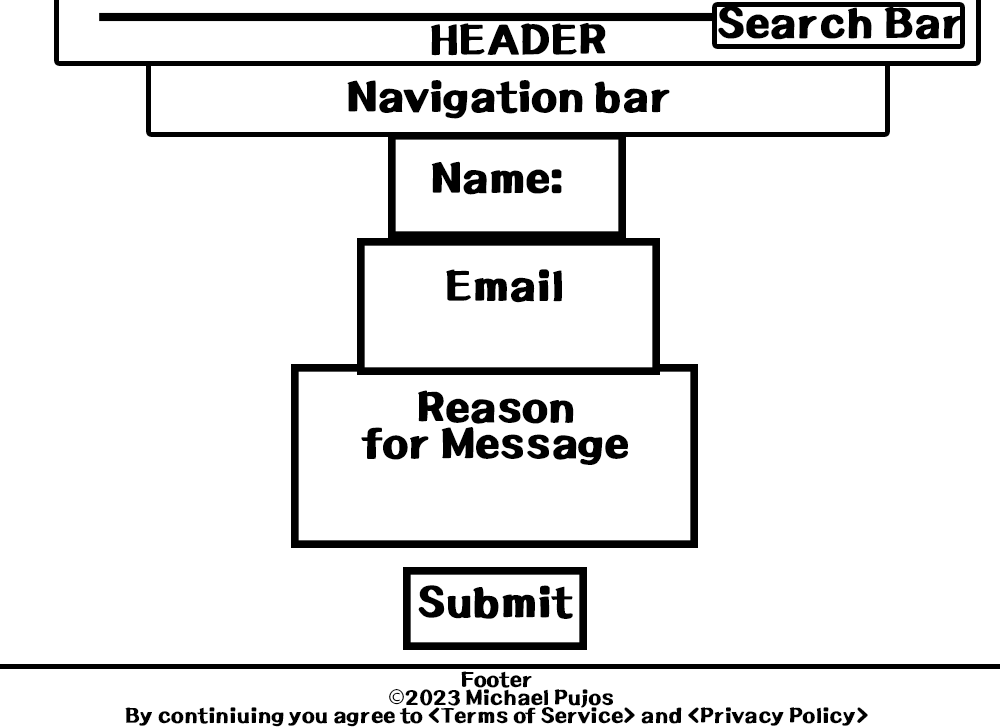 Search Bar
HEADER
Navigation bar
Name:
Email
Reason
for Message
Submit
Footer
©2023 Michael Pujos
By continiuing you agree to <Terms of Service> and <Privacy Policy>